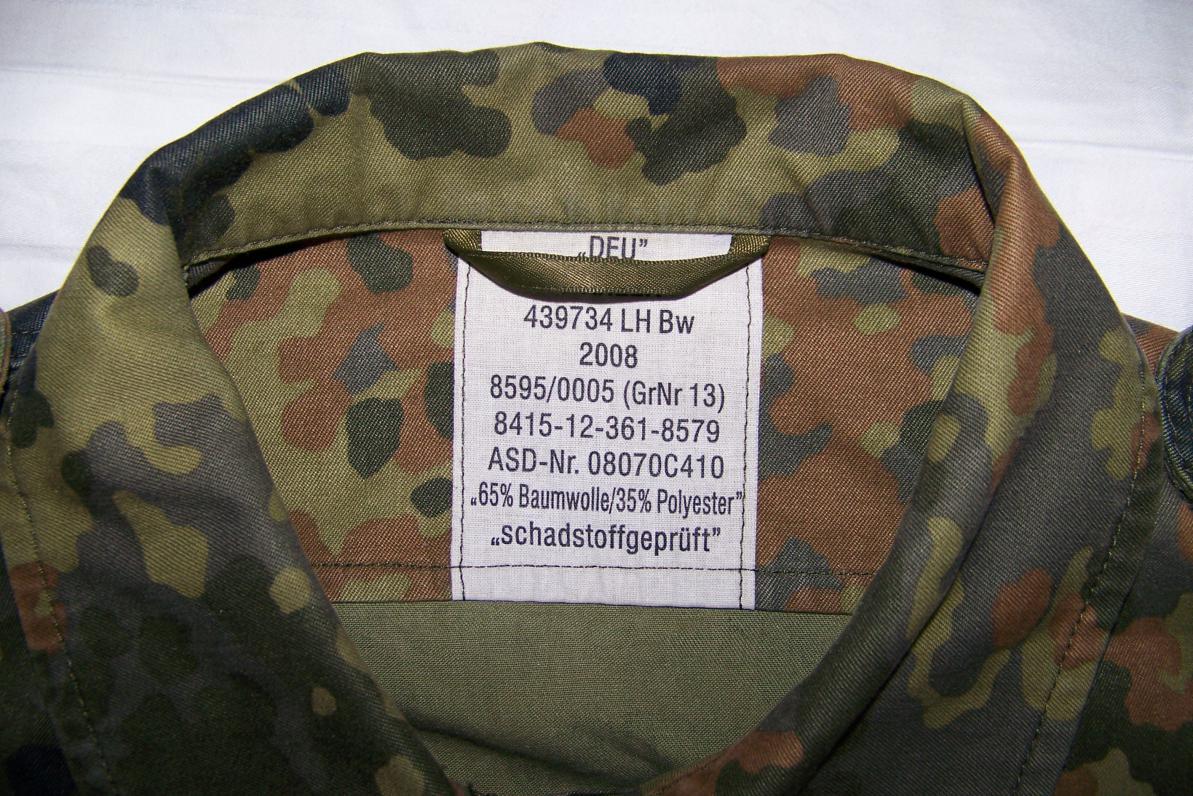 „DEU”
439734 LH Bw
2008
8595/0005 (GrNr 13)
8415-12-361-8579
ASD-Nr. 08070C410
„65% Baumwolle/35% Polyester”
„schadstoffgeprüft”